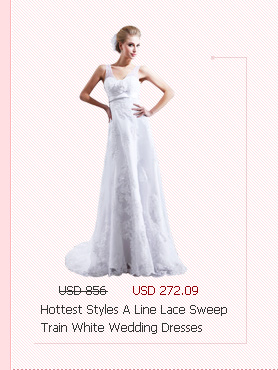 USD 856 USD 272.09
Hottest Styles A Line Lace Sweep
Train White Wedding Dresses